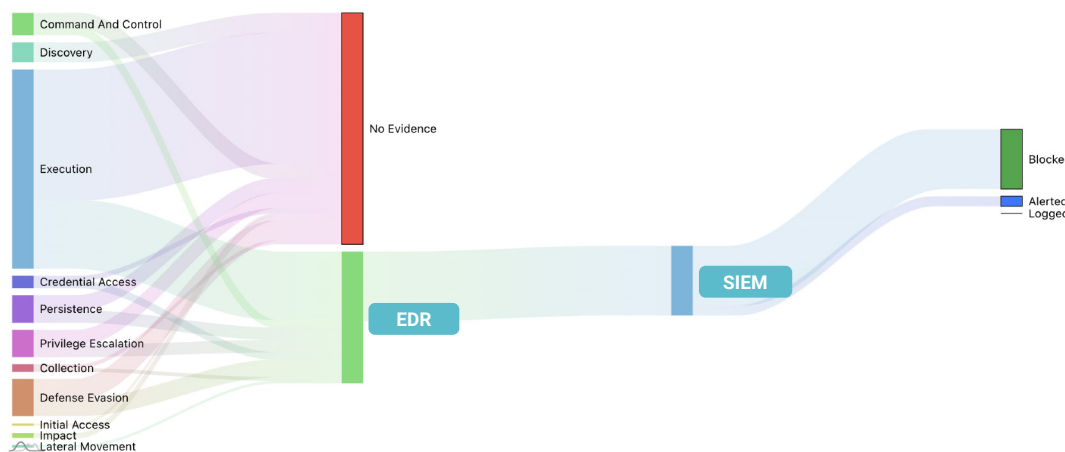 Command And Control
Discovery
Execution
No Evidence
Blocke
Alerted
Logged
Credential Access
SIEM
Persistence
EDR
Privilege Escalation
Collection
Defense Evasion
Initial Access
Impact
Lateral Movement